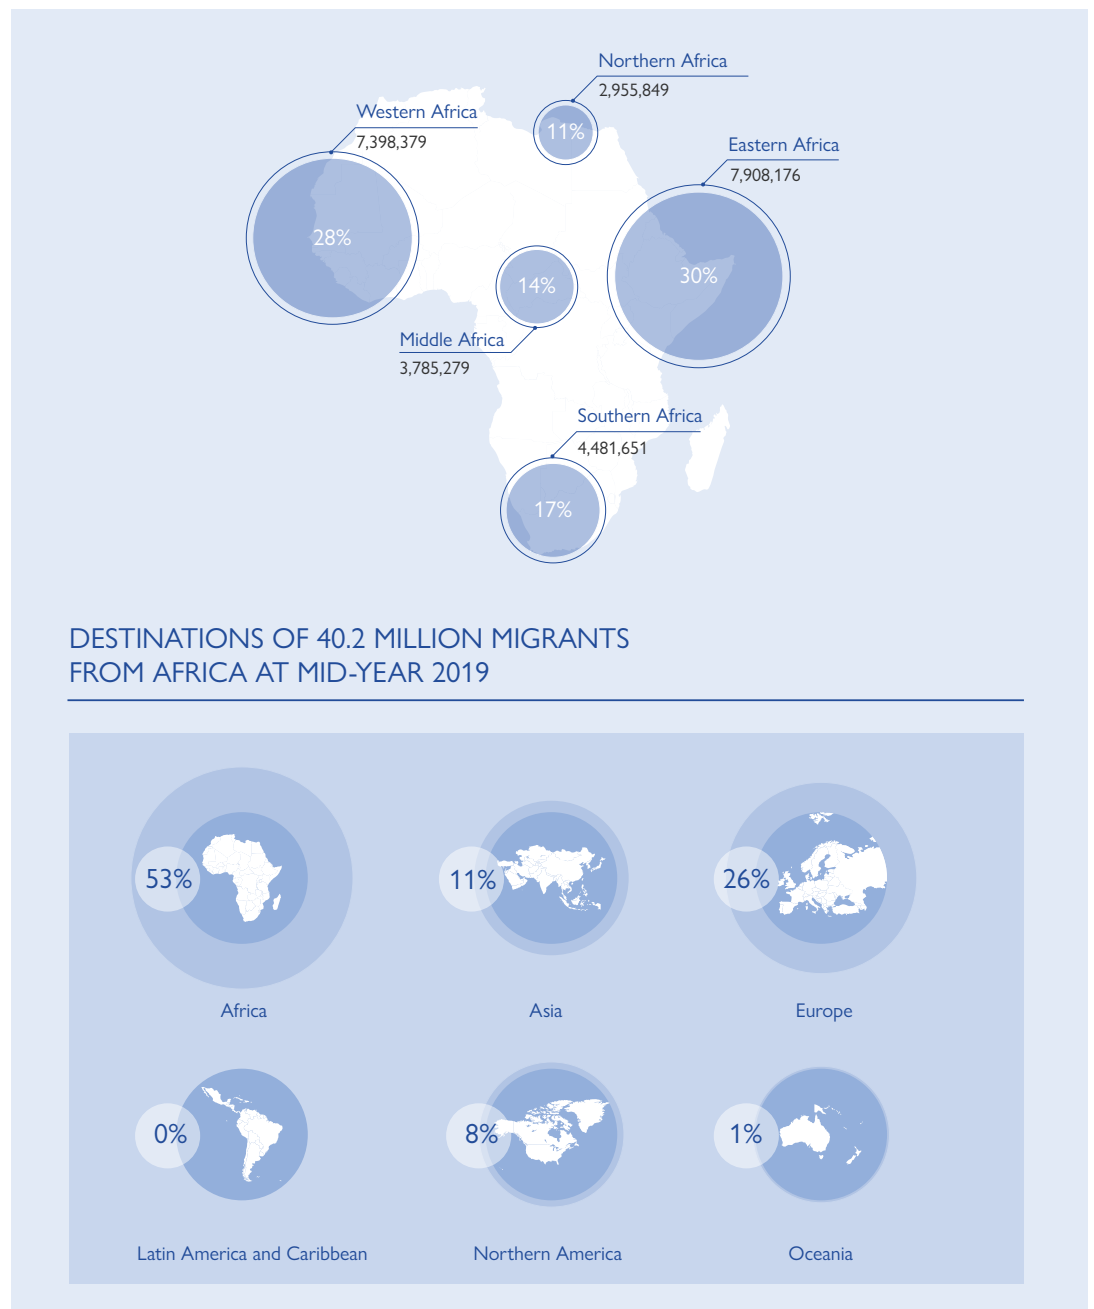 Northern Africa
2,955,849
11%
Western Africa
7,398,379
28%
Eastern Africa
7,908,176
30%
14%
Middle Africa
3,785,279
Southern Africa
4,481,651
17%
DESTINATIONS OF 40.2 MILLION MIGRANTS
FROM AFRICA AT MID-YEAR 2019
53%
Africa
11%
Asia
26%
Europe
0%
Latin America and Caribbean
8%
Northern America
1%
Oceania